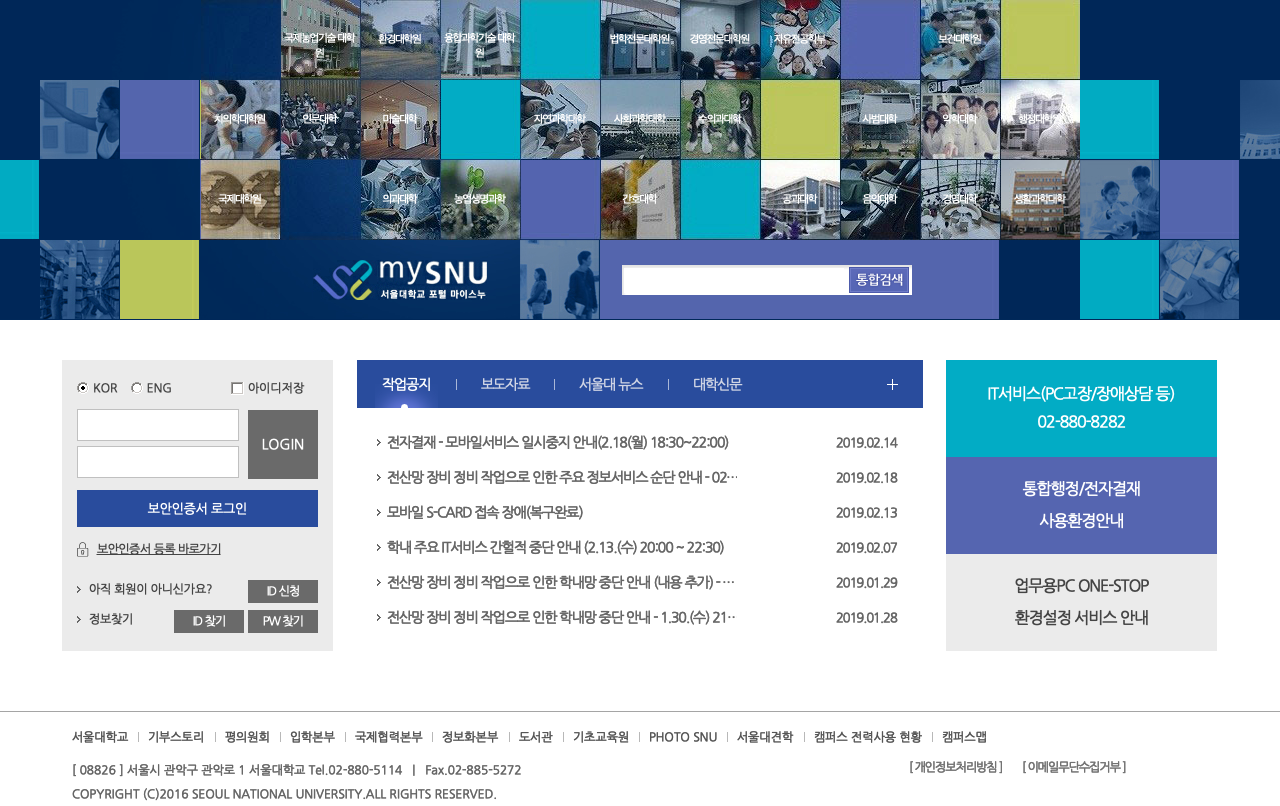 국제농업기술 대학원
환경대학원
융합과학기술 대학원
법학전문대학원
경영전문대학원
자유전공학부
보건대학원
치의학대학원
인문대학
미술대학
자연과학대학
사회과학대학
수의과대학
사범대학
약학대학
행정대학원
국제대학원
의과대학
농업생명과학
간호대학
공과대학
음악대학
경영대학
생활과학대학
mySNU
서울대학교 포털 마이스누
통합검색
KOR ENG 아이디저장
LOGIN
보안인증서 로그인
보안인증서 등록 바로가기
아직 회원이 아니신가요? ID 신청
정보찾기 ID 찾기 PW 찾기
작업공지 보도자료 서울대 뉴스 대학신문
전자결재 - 모바일서비스 일시중지 안내(2.18(월) 18:30~22:00) 2019.02.14
전산망 장비 정비 작업으로 인한 주요 정보서비스 순단 안내 - 02… 2019.02.18
모바일 S-CARD 접속 장애(복구완료) 2019.02.13
학내 주요 IT서비스 간헐적 중단 안내 (2.13.(수) 20:00 ~ 22:30) 2019.02.07
전산망 장비 정비 작업으로 인한 학내망 중단 안내 (내용 추가) - … 2019.01.29
전산망 장비 정비 작업으로 인한 학내망 중단 안내 - 1.30.(수) 21… 2019.01.28
IT서비스(PC고장/장애상담 등)
02-880-8282
통합행정/전자결재
사용환경안내
업무용PC ONE-STOP
환경설정 서비스 안내
서울대학교 기부스토리 평의원회 입학본부 국제협력본부 정보화본부 도서관 기초교육원 PHOTO SNU 서울대견학 캠퍼스 전력사용 현황 캠퍼스맵
[ 08826 ] 서울시 관악구 관악로 1 서울대학교 Tel.02-880-5114 | Fax.02-885-5272
[ 개인정보처리방침 ] [ 이메일무단수집거부 ]
COPYRIGHT (C)2016 SEOUL NATIONAL UNIVERSITY.ALL RIGHTS RESERVED.